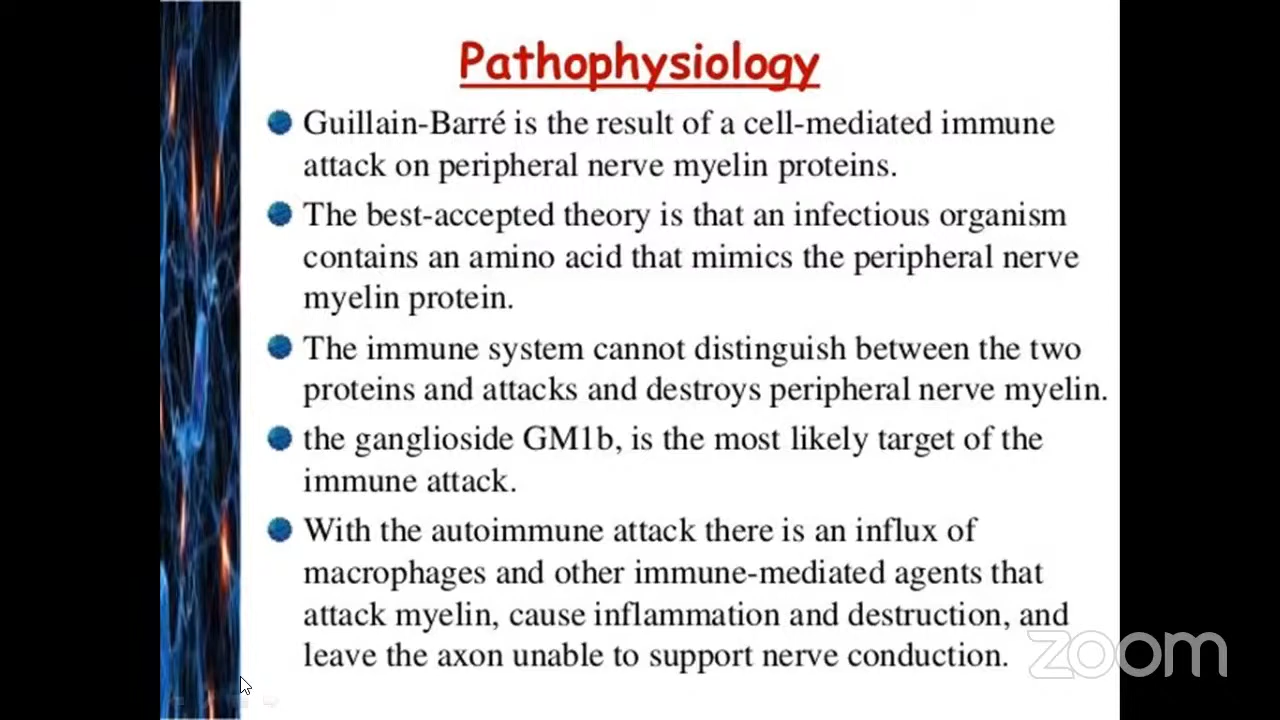 Pathophysiology
Guillain-Barré is the result of a cell-mediated immune
attack on peripheral nerve myelin proteins.
The best-accepted theory is that an infectious organism
contains an amino acid that mimics the peripheral nerve
myelin protein.
The immune system cannot distinguish between the two
proteins and attacks and destroys peripheral nerve myelin.
the ganglioside GM1b, is the most likely target of the
immune attack.
With the autoimmune attack there is an influx of
macrophages and other immune-mediated agents that
attack myelin, cause inflammation and destruction, and
leave the axon unable to support nerve conduction.
zoom